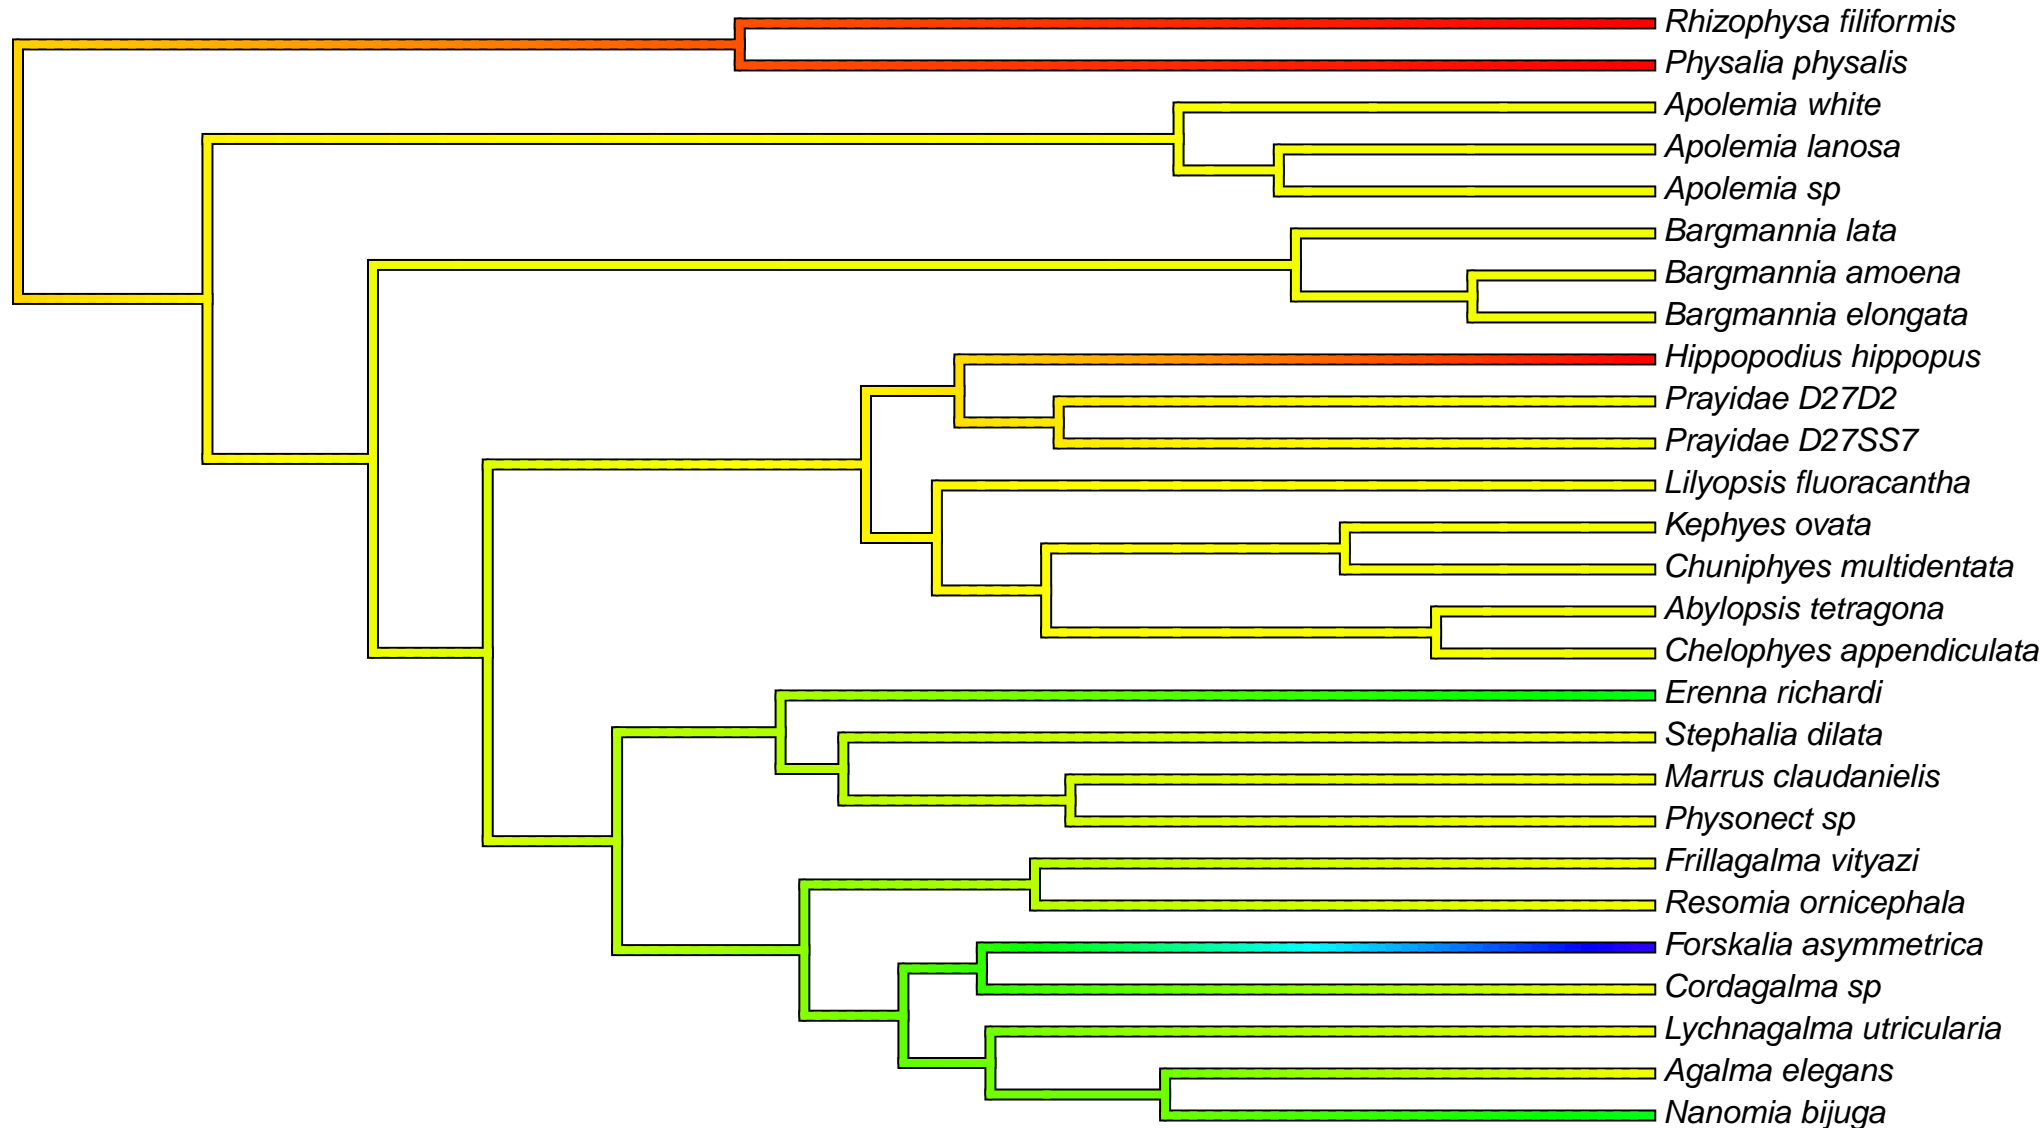 Rhizophysa filiformis
Physalia physalis
Apolemia white
Apolemia lanosa
Apolemia sp
Bargmannia lata
Bargmannia amoena
Bargmannia elongata
Hippopodius hippopus
Prayidae D27D2
Prayidae D27SS7
Lilyopsis fluoracantha
Kephyes ovata
Chuniphyes multidentata
Abylopsis tetragona
Chelophyes appendiculata
Erenna richardi
Stephalia dilata
Marrus claudanielis
Physonect sp
Frillagalma vityazi
Resomia ornicephala
Forskalia asymmetrica
Cordagalma sp
Lychnagalma utricularia
Agalma elegans
Nanomia bijuga